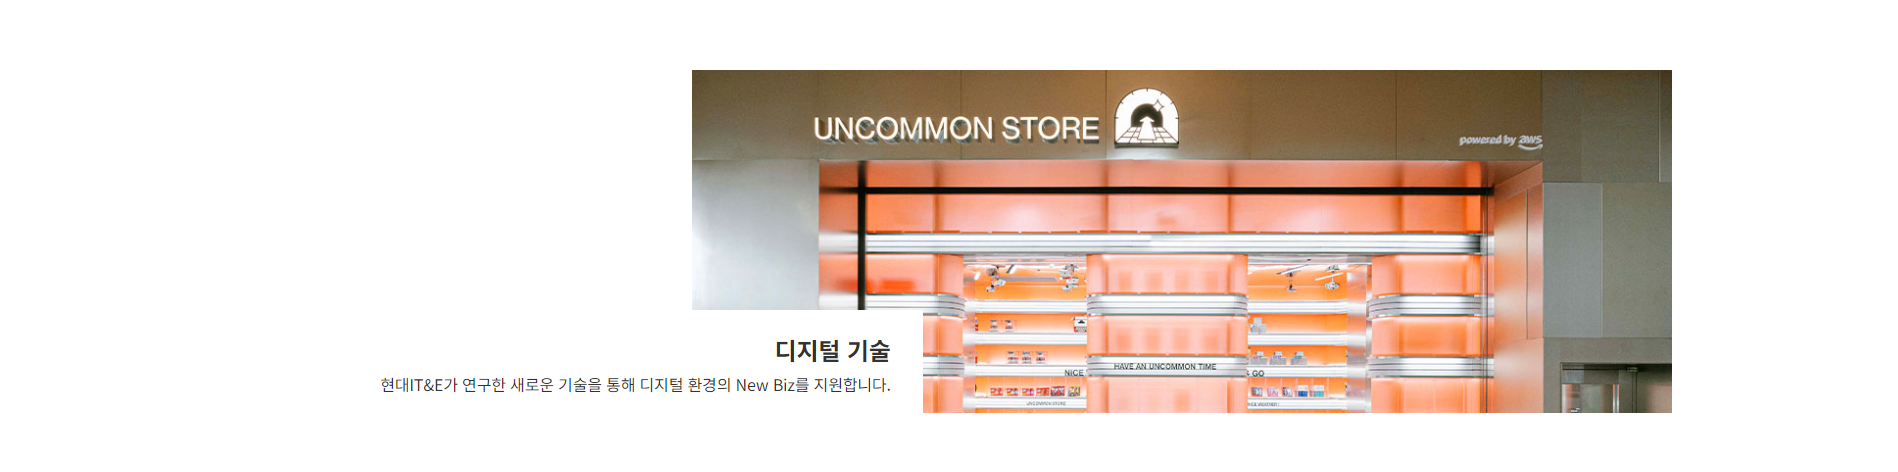 UNCOMMON STORE
powered by aws
디지털 기술
현대IT&E가 연구한 새로운 기술을 통해 디지털 환경의 New Biz를 지원합니다.
NICE
HAVE AN UNCOMMON TIME
GO
UNCOMMON STORE